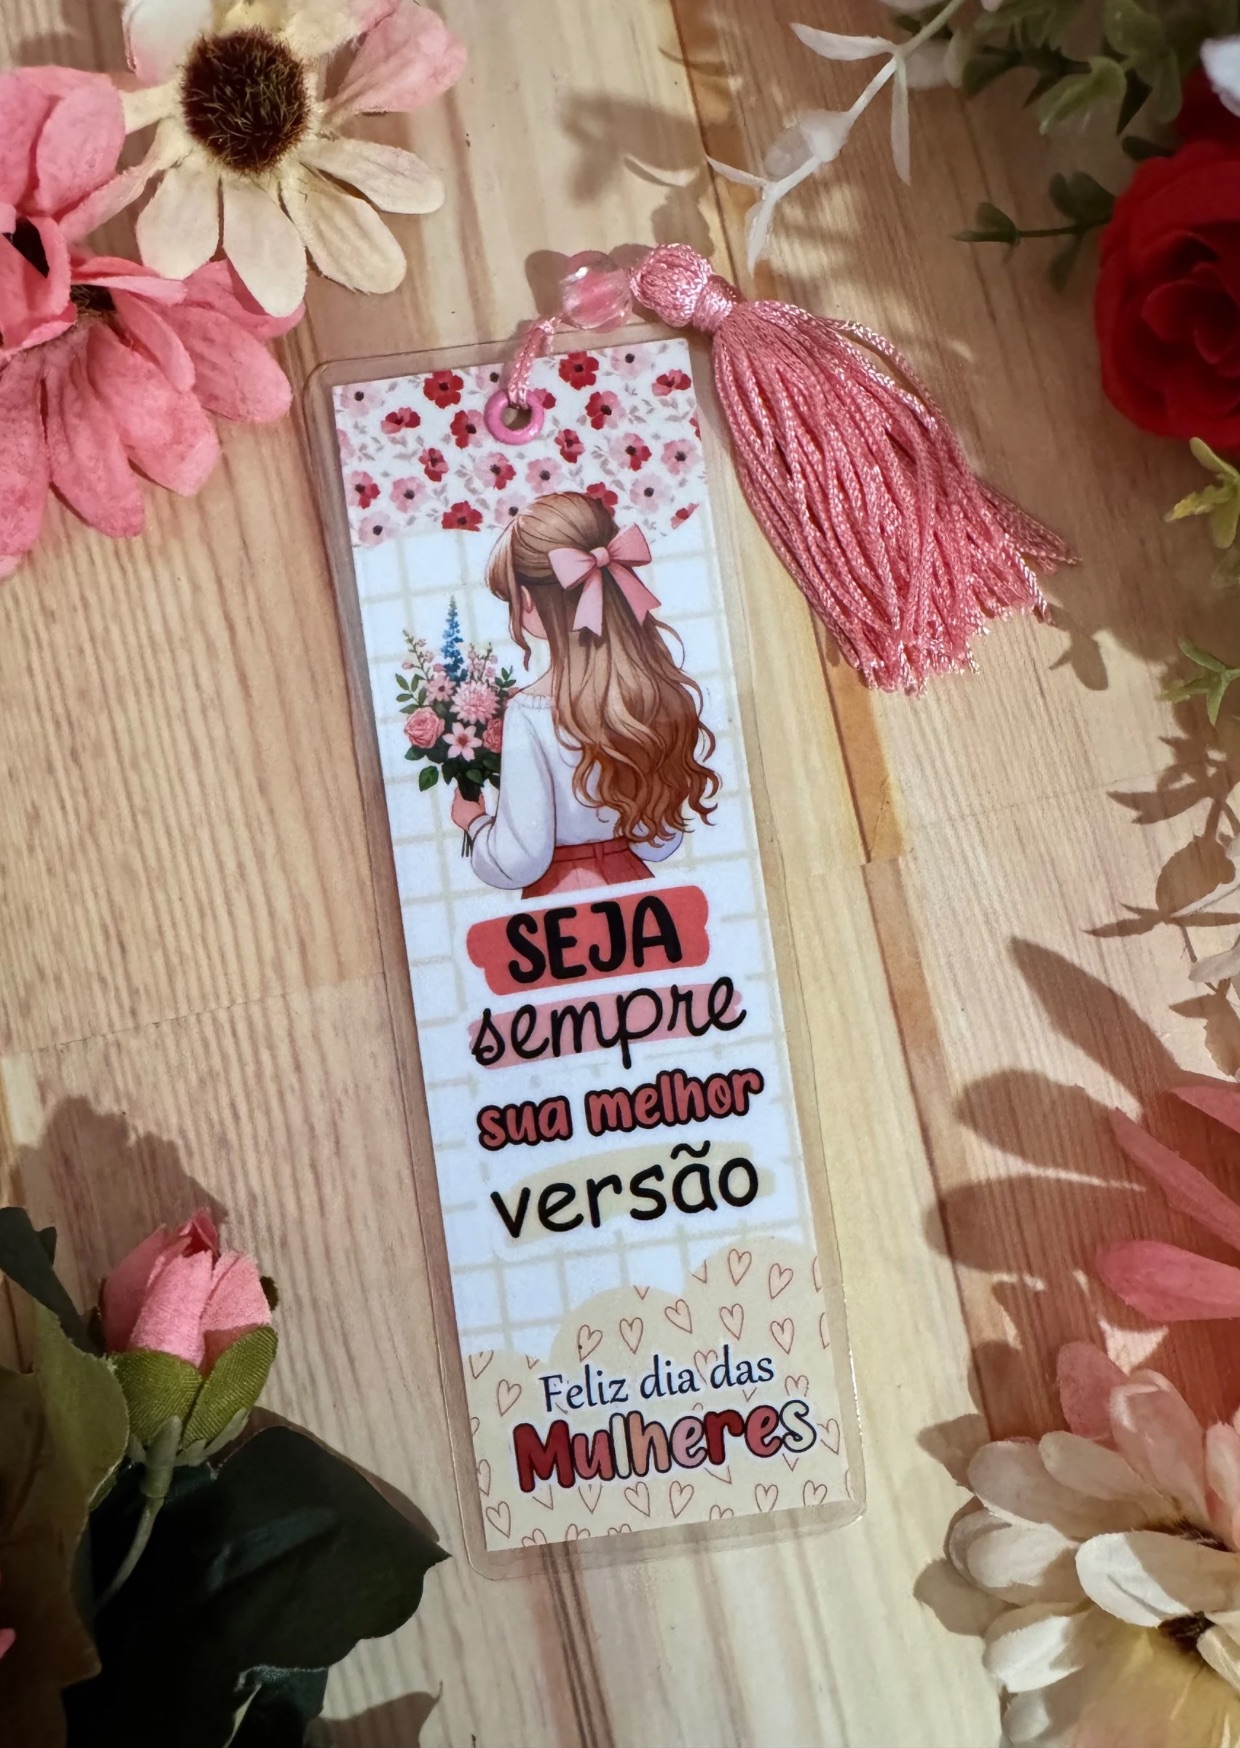 SEJA
sempre
sua melhor
versão
Feliz dia das
Mulheres